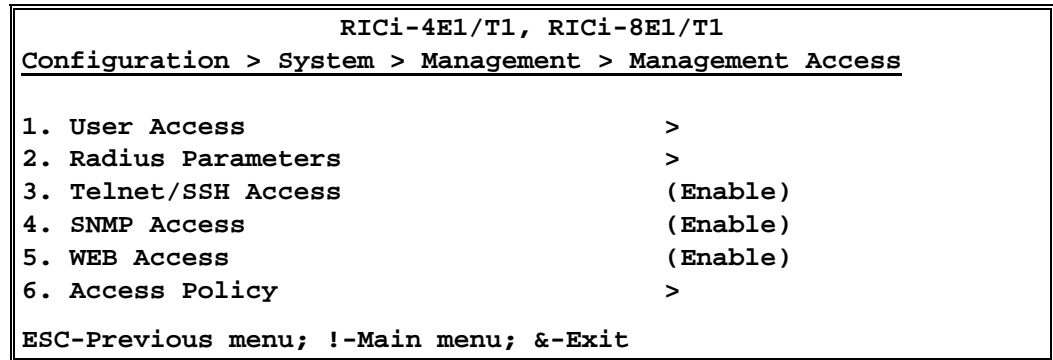 RICi-4E1/T1, RICi-8E1/T1
Configuration > System > Management > Management Access
1. User Access >
2. Radius Parameters >
3. Telnet/SSH Access (Enable)
4. SNMP Access (Enable)
5. WEB Access (Enable)
6. Access Policy >
ESC-Previous menu; !-Main menu; &-Exit